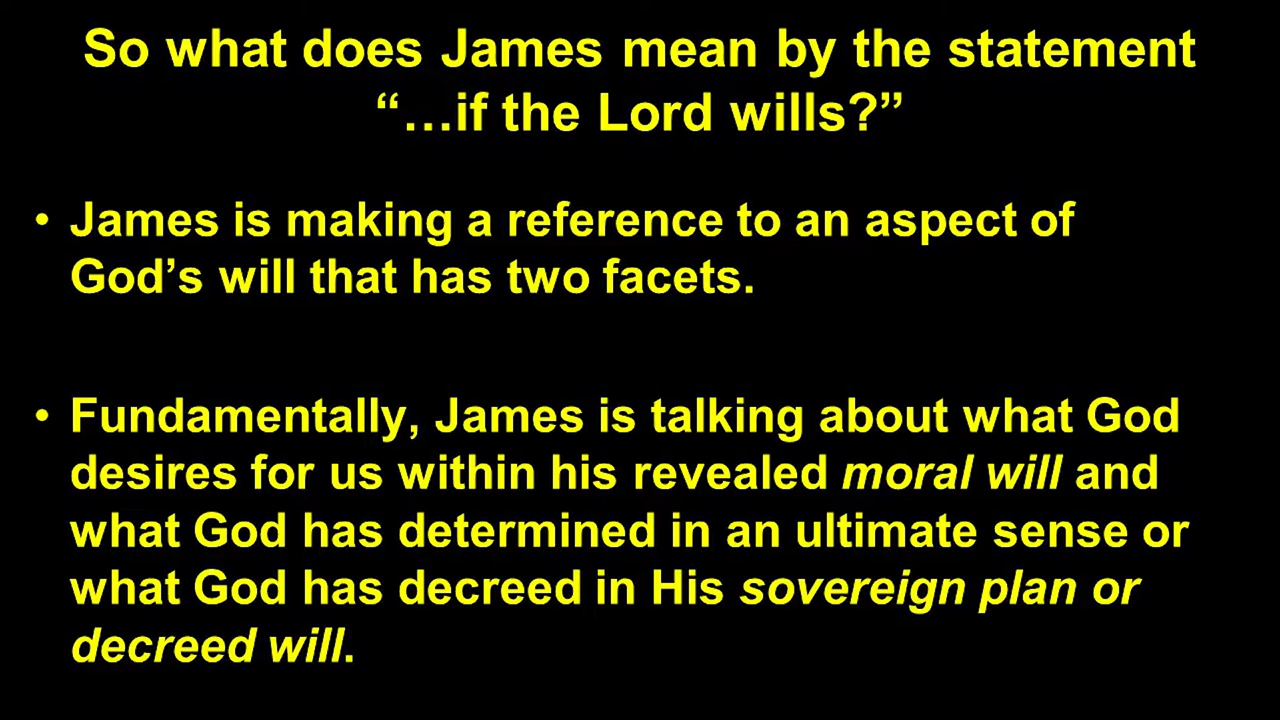 So what does James mean by the statement
“…if the Lord wills?”
• James is making a reference to an aspect of
God’s will that has two facets.
• Fundamentally, James is talking about what God
desires for us within his revealed moral will and
what God has determined in an ultimate sense or
what God has decreed in His sovereign plan or
decreed will.